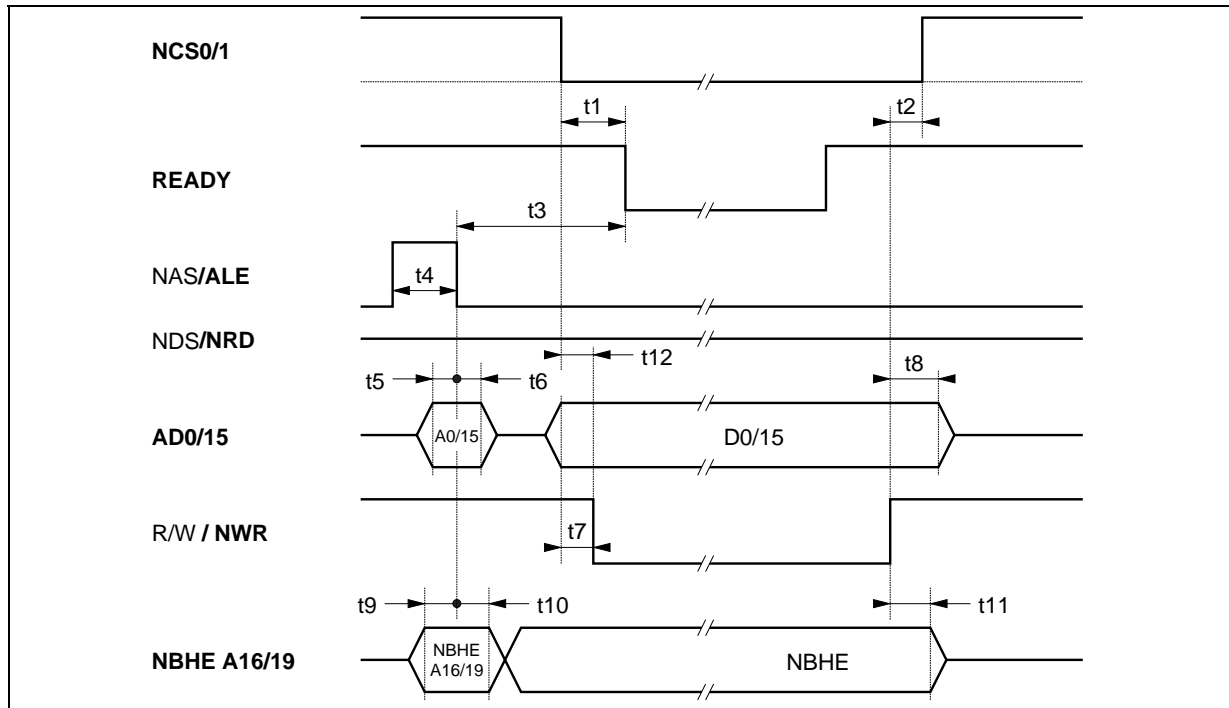 NCS0/1
t1
t2
READY
t3
NAS/ALE
t4
NDS/NRD
t12
t5
t6
t8
AD0/15
A0/15
D0/15
R/W / NWR
t7
t9
t10
t11
NBHE A16/19
NBHE
A16/19
NBHE